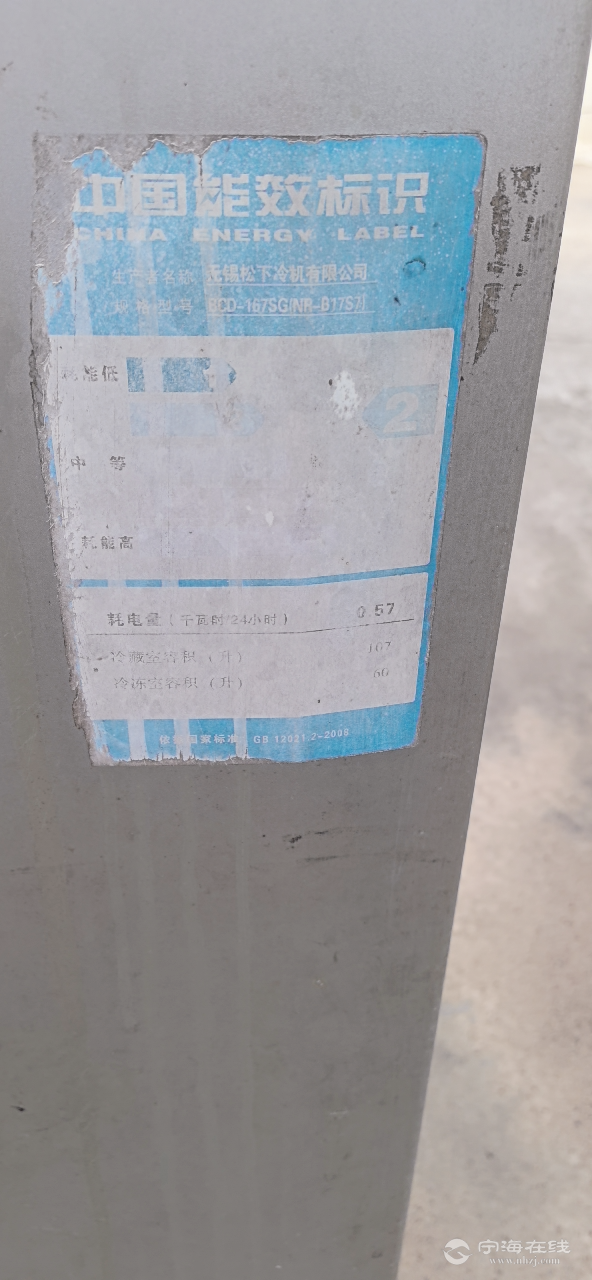 中国能效标识
CHINA ENERGY LABEL
生产者名称 无锡松下冷机有限公司
规格型号 BCD-167SG(NR-B17S7)
耗能低
2
中 等
耗能高
耗电量(千瓦时/24小时) 0.57
冷藏室容积(升) 107
冷冻室容积(升) 60
依据国家标准 GB 12021.2-2008
宁海在线
www.nhzj.com